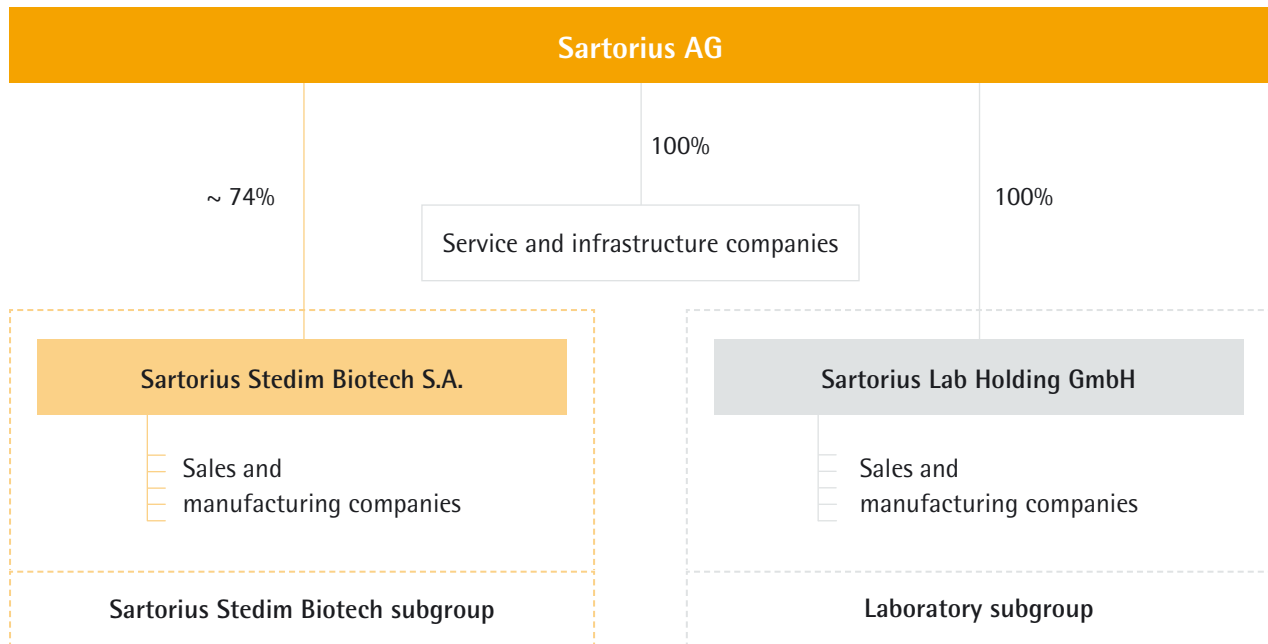 Sartorius AG
100%
~ 74%
100%
Service and infrastructure companies
Sartorius Stedim Biotech S.A.
Sartorius Lab Holding GmbH
Sales and
manufacturing companies
Sales and
manufacturing companies
Sartorius Stedim Biotech subgroup
Laboratory subgroup